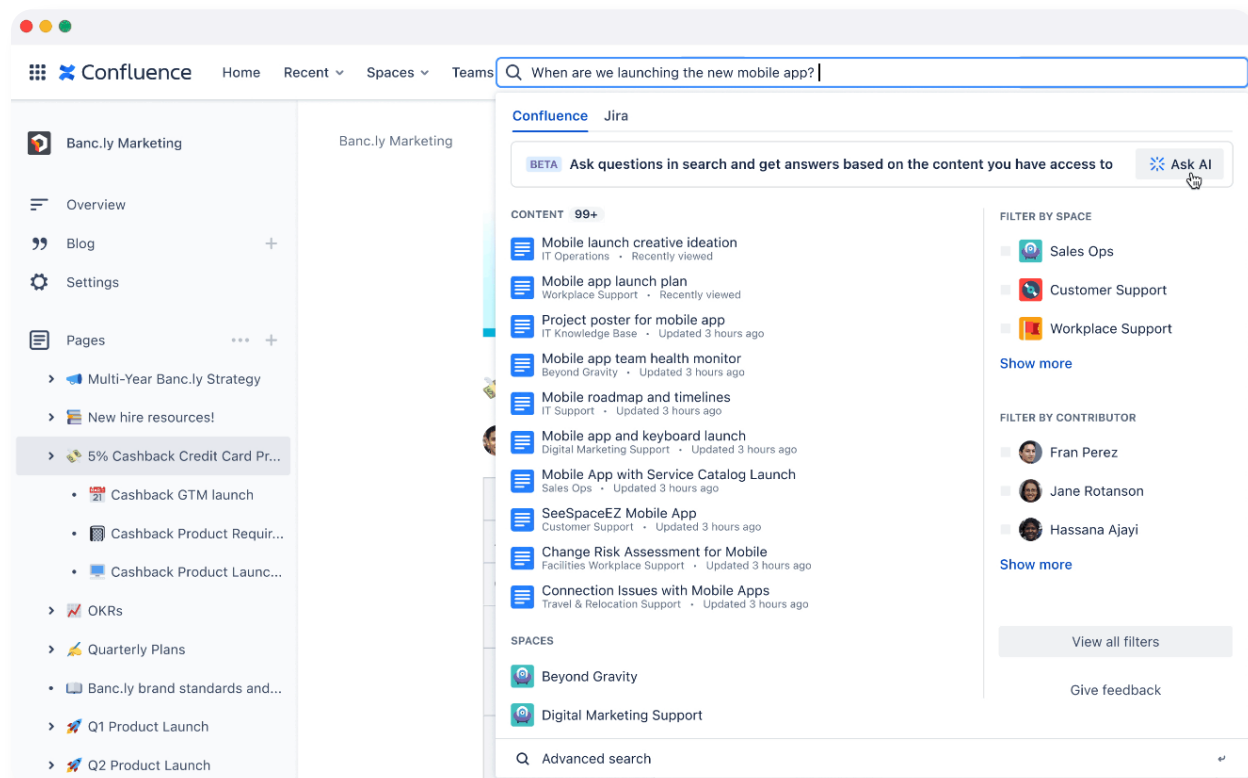 Confluence
Home
Recent
Spaces
Teams
When are we launching the new mobile app?
Banc.ly Marketing
Overview
Blog
Settings
Pages
Multi-Year Banc.ly Strategy
New hire resources!
5% Cashback Credit Card Pr...
Cashback GTM launch
Cashback Product Requir...
Cashback Product Launc...
OKRs
Quarterly Plans
Banc.ly brand standards and...
Q1 Product Launch
Q2 Product Launch
Banc.ly Marketing
Confluence Jira
BETA Ask questions in search and get answers based on the content you have access to Ask AI
CONTENT 99+
Mobile launch creative ideation
IT Operations • Recently viewed
Mobile app launch plan
Workplace Support • Recently viewed
Project poster for mobile app
IT Knowledge Base • Updated 3 hours ago
Mobile app team health monitor
Beyond Gravity • Updated 3 hours ago
Mobile roadmap and timelines
IT Support • Updated 3 hours ago
Mobile app and keyboard launch
Digital Marketing Support • Updated 3 hours ago
Mobile App with Service Catalog Launch
Sales Ops • Updated 3 hours ago
SeeSpaceEZ Mobile App
Customer Support • Updated 3 hours ago
Change Risk Assessment for Mobile
Facilities Workplace Support • Updated 3 hours ago
Connection Issues with Mobile Apps
Travel & Relocation Support • Updated 3 hours ago
SPACES
Beyond Gravity
Digital Marketing Support
Advanced search
FILTER BY SPACE
Sales Ops
Customer Support
Workplace Support
Show more
FILTER BY CONTRIBUTOR
Fran Perez
Jane Rotanson
Hassana Ajayi
Show more
View all filters
Give feedback